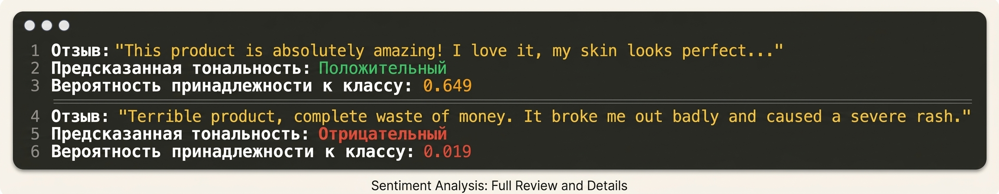 1 Отзыв: "This product is absolutely amazing! I love it, my skin looks perfect..."
2 Предсказанная тональность: Положительный
3 Вероятность принадлежности к классу: 0.649
4 Отзыв: "Terrible product, complete waste of money. It broke me out badly and caused a severe rash."
5 Предсказанная тональность: Отрицательный
6 Вероятность принадлежности к классу: 0.019
Sentiment Analysis: Full Review and Details